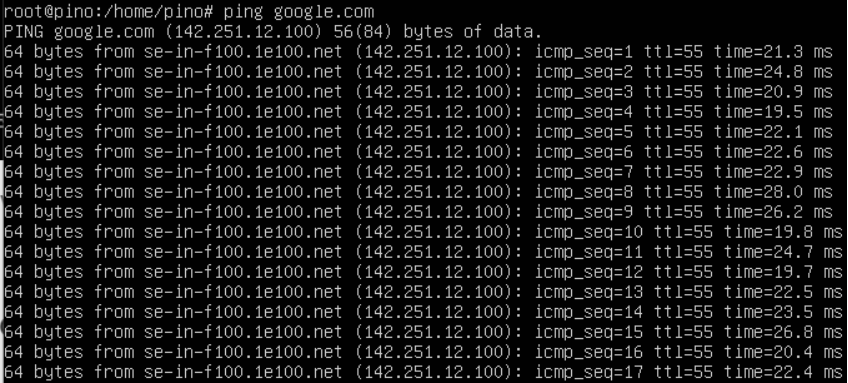 root@pino:/home/pino# ping google.com
PING google.com (142.251.12.100) 56(84) bytes of data.
64 bytes from se-in-f100.1e100.net (142.251.12.100): icmp_seq=1 ttl=55 time=21.3 ms
64 bytes from se-in-f100.1e100.net (142.251.12.100): icmp_seq=2 ttl=55 time=24.8 ms
64 bytes from se-in-f100.1e100.net (142.251.12.100): icmp_seq=3 ttl=55 time=20.9 ms
64 bytes from se-in-f100.1e100.net (142.251.12.100): icmp_seq=4 ttl=55 time=19.5 ms
64 bytes from se-in-f100.1e100.net (142.251.12.100): icmp_seq=5 ttl=55 time=22.1 ms
64 bytes from se-in-f100.1e100.net (142.251.12.100): icmp_seq=6 ttl=55 time=22.6 ms
64 bytes from se-in-f100.1e100.net (142.251.12.100): icmp_seq=7 ttl=55 time=22.9 ms
64 bytes from se-in-f100.1e100.net (142.251.12.100): icmp_seq=8 ttl=55 time=28.0 ms
64 bytes from se-in-f100.1e100.net (142.251.12.100): icmp_seq=9 ttl=55 time=26.2 ms
64 bytes from se-in-f100.1e100.net (142.251.12.100): icmp_seq=10 ttl=55 time=19.8 ms
64 bytes from se-in-f100.1e100.net (142.251.12.100): icmp_seq=11 ttl=55 time=24.7 ms
64 bytes from se-in-f100.1e100.net (142.251.12.100): icmp_seq=12 ttl=55 time=19.7 ms
64 bytes from se-in-f100.1e100.net (142.251.12.100): icmp_seq=13 ttl=55 time=22.5 ms
64 bytes from se-in-f100.1e100.net (142.251.12.100): icmp_seq=14 ttl=55 time=23.5 ms
64 bytes from se-in-f100.1e100.net (142.251.12.100): icmp_seq=15 ttl=55 time=26.8 ms
64 bytes from se-in-f100.1e100.net (142.251.12.100): icmp_seq=16 ttl=55 time=20.4 ms
64 bytes from se-in-f100.1e100.net (142.251.12.100): icmp_seq=17 ttl=55 time=22.4 ms